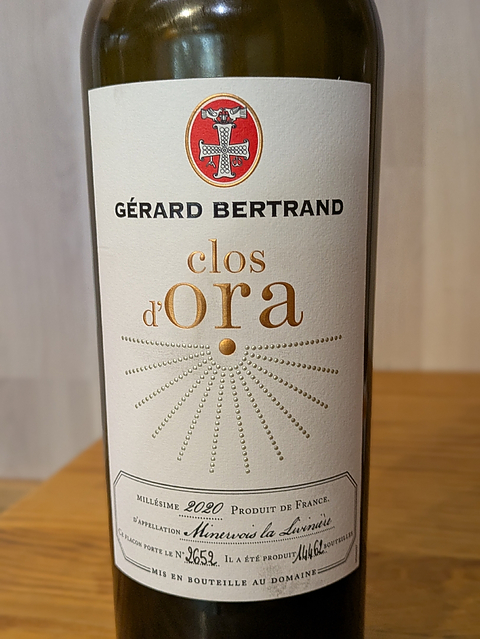 GÉRARD BERTRAND
clos
d'ora
MILLÉSIME 2020 PRODUIT DE FRANCE.
D'APPELLATION Minervois la Livinière
CE FLACON PORTE LE N° 2652 IL A ÉTÉ PRODUIT 14462 BOUTEILLES
MIS EN BOUTEILLE AU DOMAINE